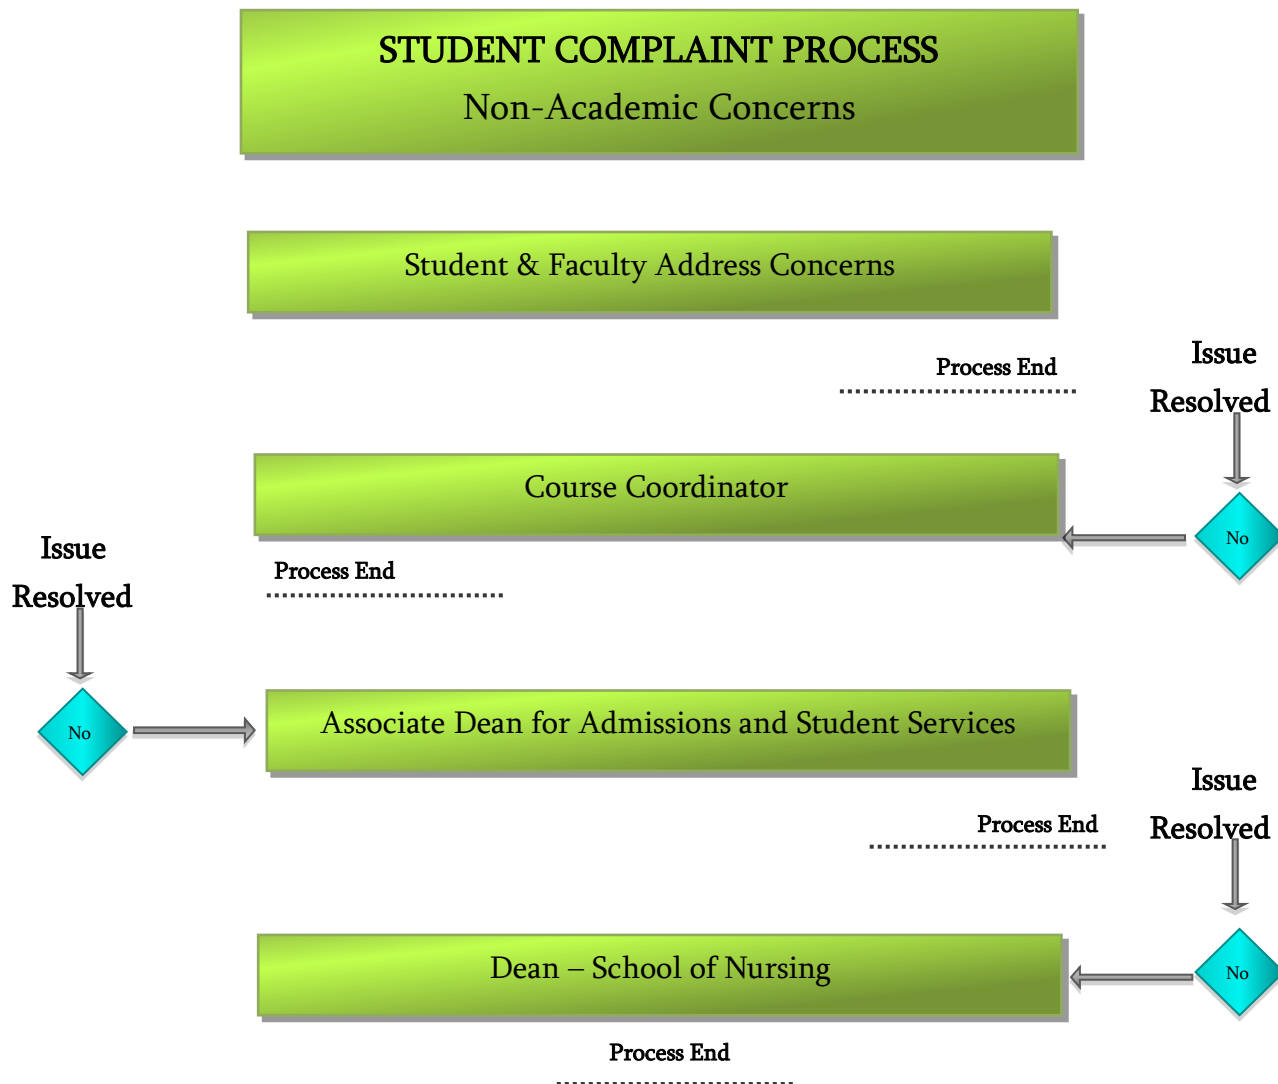 STUDENT COMPLAINT PROCESS
Non-Academic Concerns
Student & Faculty Address Concerns
Process End
Issue
Resolved
Course Coordinator
No
Process End
Issue
Resolved
No
Associate Dean for Admissions and Student Services
Process End
Issue
Resolved
Dean – School of Nursing
No
Process End